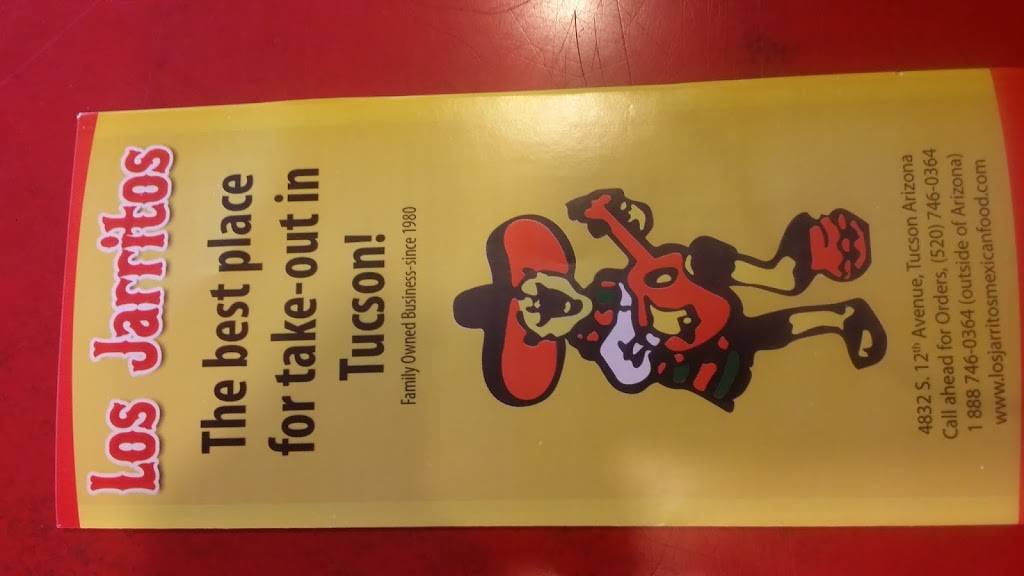 Los Jarritos
The best place
for take-out in
Tucson!
Family Owned Business-since 1980
4832 S. 12th Avenue, Tucson Arizona
Call ahead for Orders, (520) 746-0364
1 888 746-0364 (outside of Arizona)
www.losjarritosmexicanfood.com